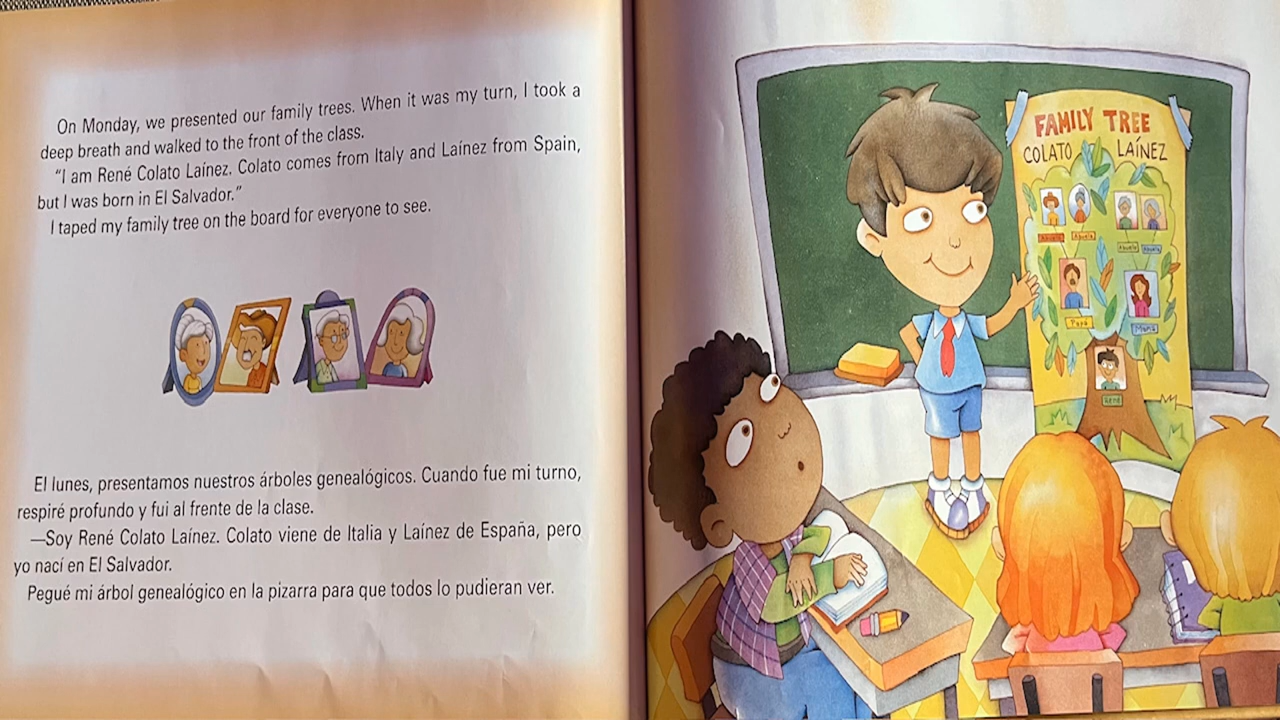 On Monday, we presented our family trees. When it was my turn, I took a
deep breath and walked to the front of the class.
“I am René Colato Laínez. Colato comes from Italy and Laínez from Spain,
but I was born in El Salvador.”
I taped my family tree on the board for everyone to see.
El lunes, presentamos nuestros árboles genealógicos. Cuando fue mi turno,
respiré profundo y fui al frente de la clase.
—Soy René Colato Laínez. Colato viene de Italia y Laínez de España, pero
yo nací en El Salvador.
Pegué mi árbol genealógico en la pizarra para que todos lo pudieran ver.
FAMILY TREE
COLATO LAÍNEZ
Abuelo Abuela Abuelo Abuela
Papá Mamá
René